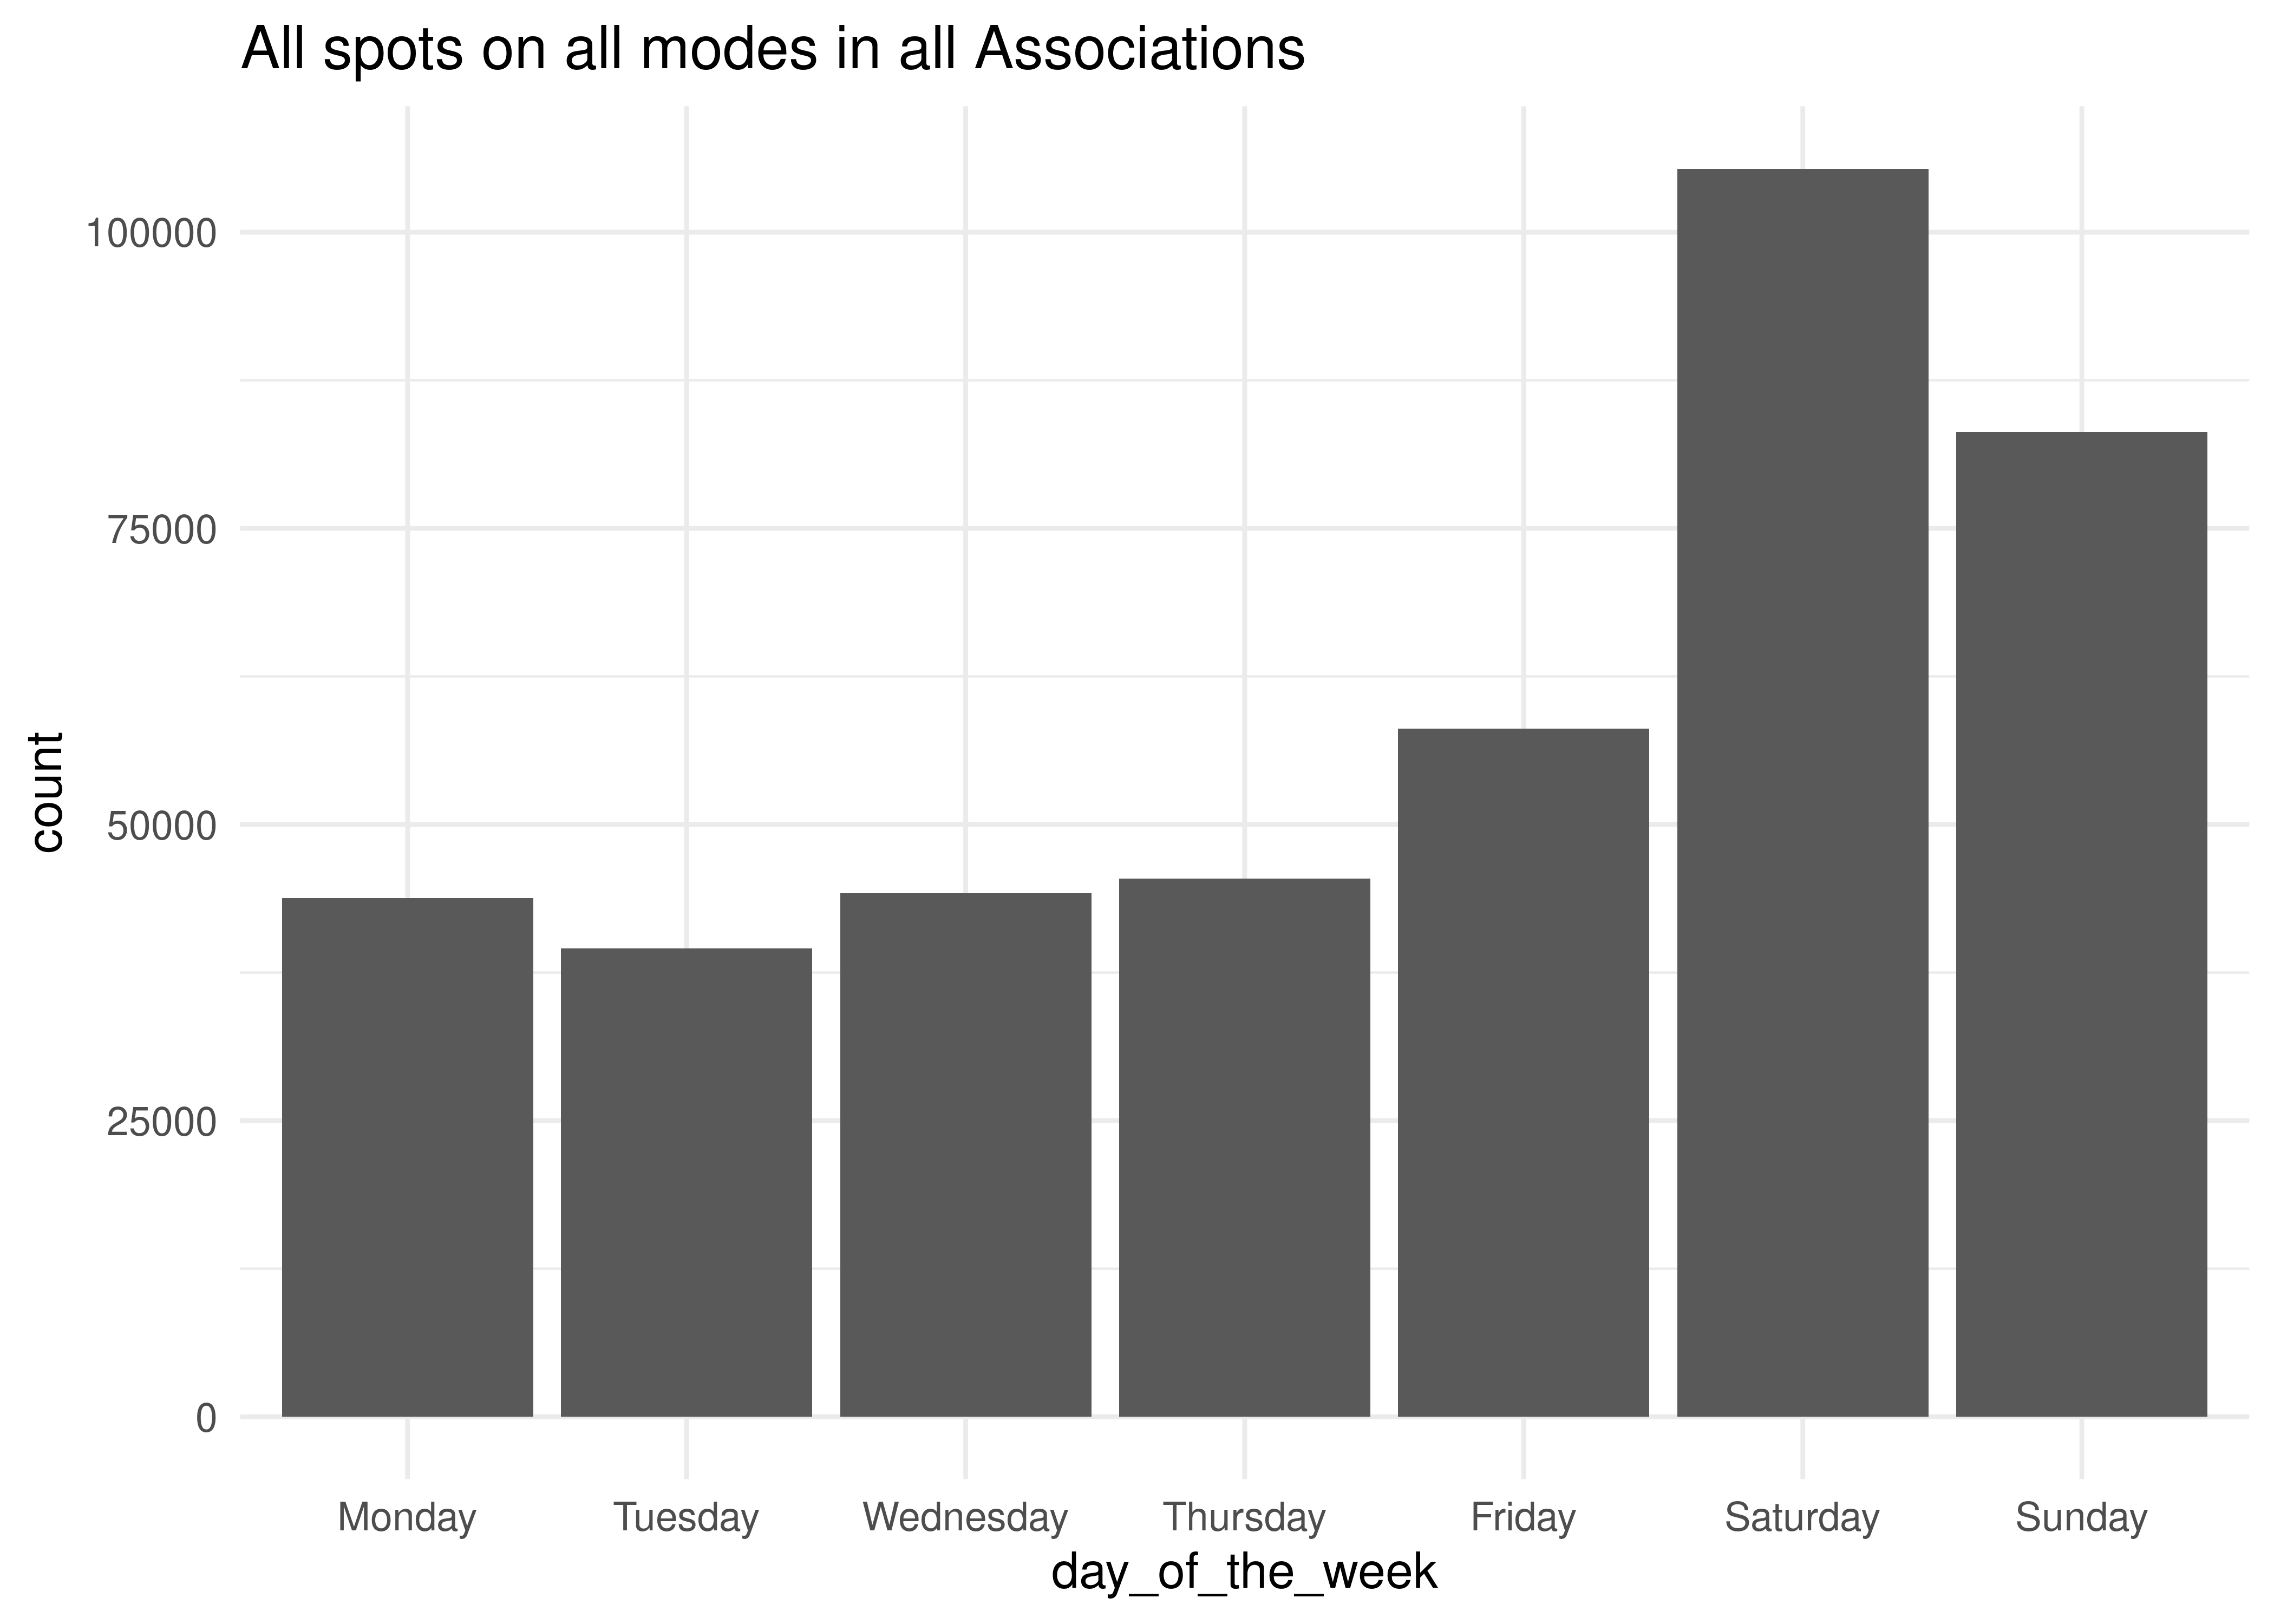 All spots on all modes in all Associations
count
100000
75000
50000
25000
0
Monday Tuesday Wednesday Thursday Friday Saturday Sunday
day_of_the_week